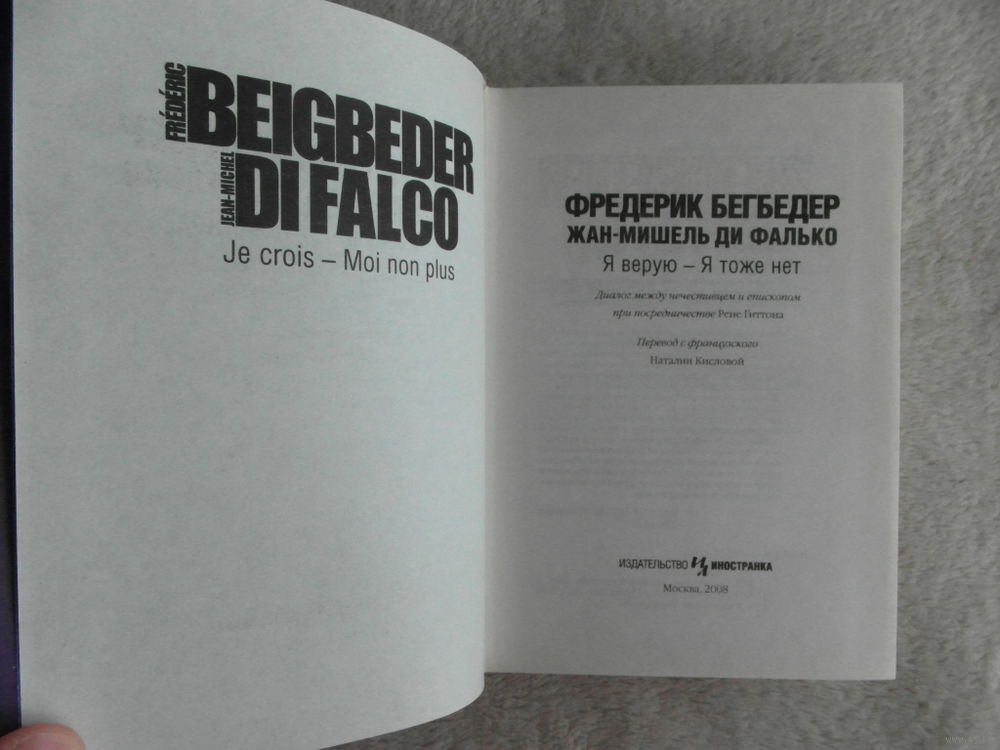 FRÉDÉRIC
BEIGBEDER
JEAN-MICHEL
DI FALCO
Je crois – Moi non plus
ФРЕДЕРИК БЕГБЕДЕР
ЖАН-МИШЕЛЬ ДИ ФАЛЬКО
Я верую – Я тоже нет
Диалог между нечестивцем и епископом
при посредничестве Рене Гиттона
Перевод с французского
Наталии Кисловой
ИЗДАТЕЛЬСТВО ИЛ ИНОСТРАНКА
Москва, 2008